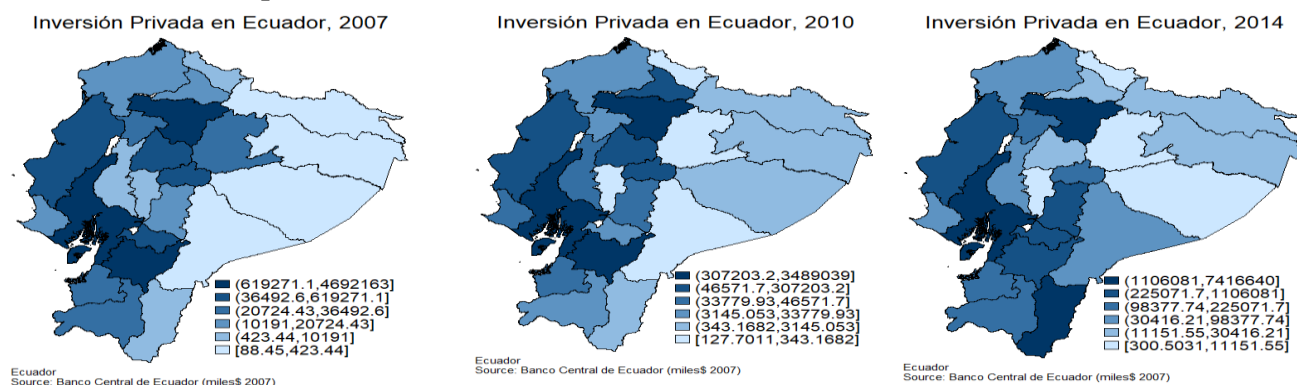 Inversión Privada en Ecuador, 2007
(619271.1,4692163]
(36492.6,619271.1]
(20724.43,36492.6]
(10191,20724.43]
(423.44,10191]
[88.45,423.44]
Ecuador
Source: Banco Central de Ecuador (miles$ 2007)
Inversión Privada en Ecuador, 2010
(307203.2,3489039]
(46571.7,307203.2]
(33779.93,46571.7]
(3145.053,33779.93]
(343.1682,3145.053]
[127.7011,343.1682]
Ecuador
Source: Banco Central de Ecuador (miles$ 2007)
Inversión Privada en Ecuador, 2014
(1106081,7416640]
(225071.7,1106081]
(98377.74,225071.7]
(30416.21,98377.74]
(11151.55,30416.21]
[300.5031,11151.55]
Ecuador
Source: Banco Central de Ecuador (miles$ 2007)